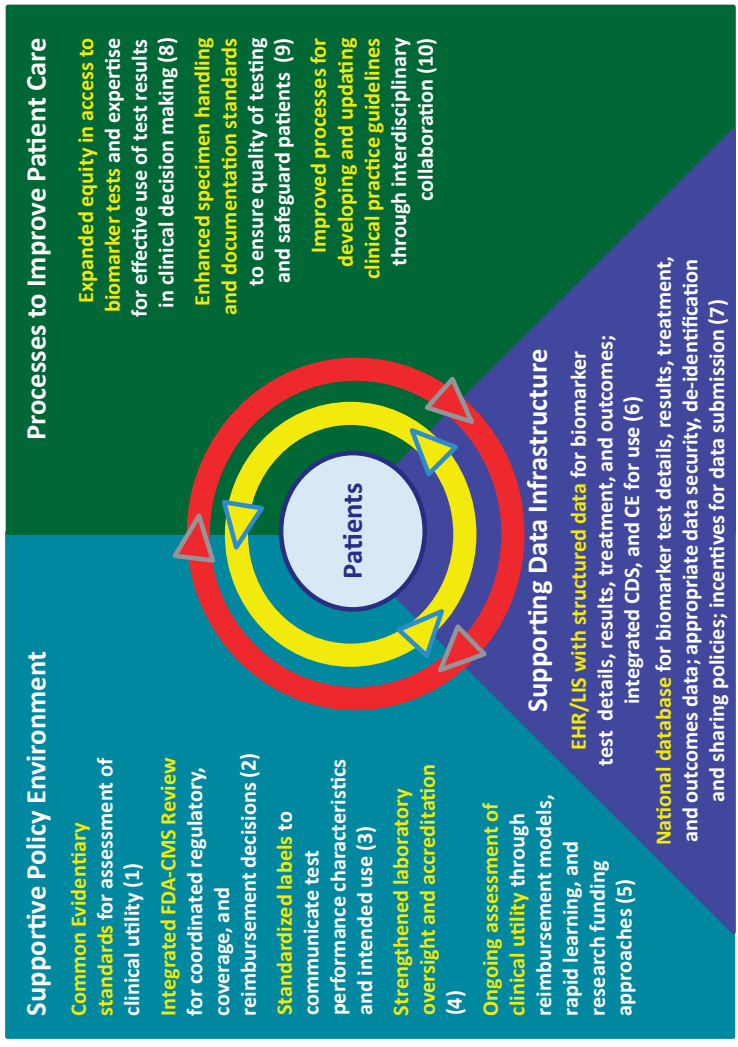 Supportive Policy Environment
Common Evidentiary
standards for assessment of
clinical utility (1)
Integrated FDA-CMS Review
for coordinated regulatory,
coverage, and
reimbursement decisions (2)
Standardized labels to
communicate test
performance characteristics
and intended use (3)
Strengthened laboratory
oversight and accreditation
(4)
Ongoing assessment of
clinical utility through
reimbursement models,
rapid learning, and
research funding
approaches (5)
Processes to Improve Patient Care
Expanded equity in access to
biomarker tests and expertise
for effective use of test results
in clinical decision making (8)
Enhanced specimen handling
and documentation standards
to ensure quality of testing
and safeguard patients (9)
Improved processes for
developing and updating
clinical practice guidelines
through interdisciplinary
collaboration (10)
Patients
Supporting Data Infrastructure
EHR/LIS with structured data for biomarker
test details, results, treatment, and outcomes;
integrated CDS, and CE for use (6)
National database for biomarker test details, results, treatment,
and outcomes data; appropriate data security, de-identification
and sharing policies; incentives for data submission (7)